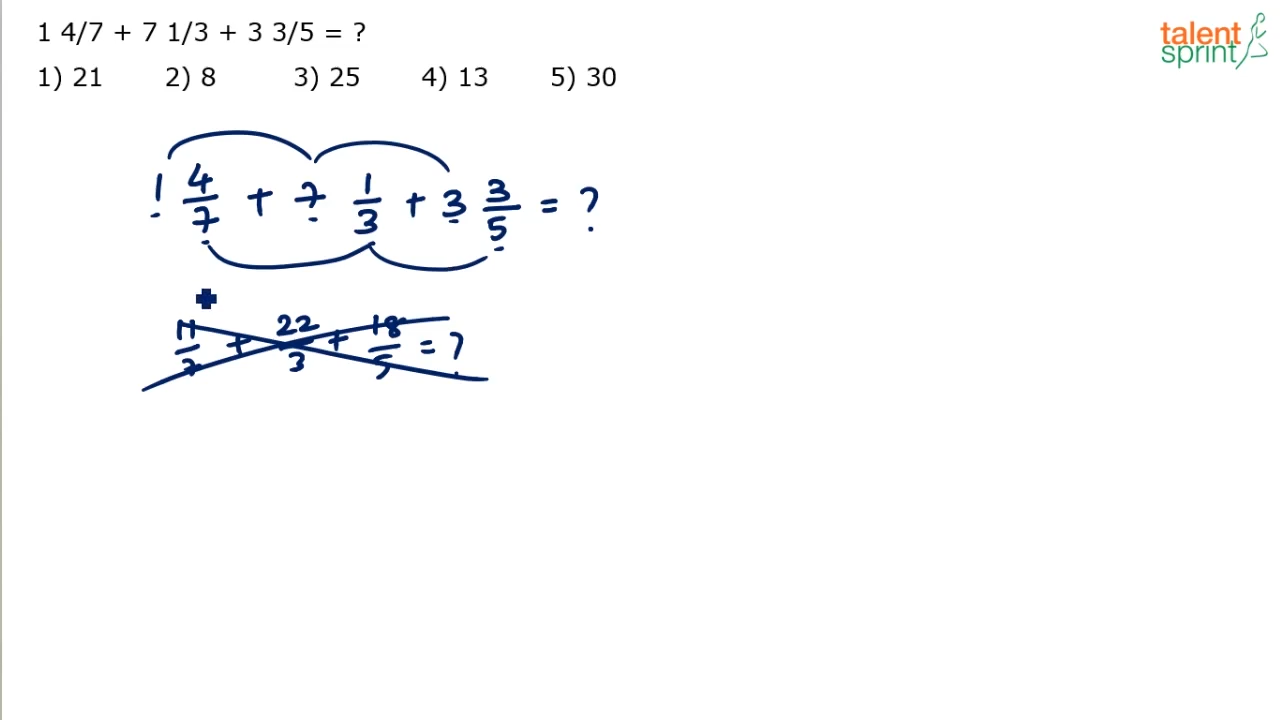 1 4/7 + 7 1/3 + 3 3/5 = ?
talent
sprint
1) 21 2) 8 3) 25 4) 13 5) 30
1 4/7 + 7 1/3 + 3 3/5 = ?
11/7 + 22/3 + 18/5 = ?